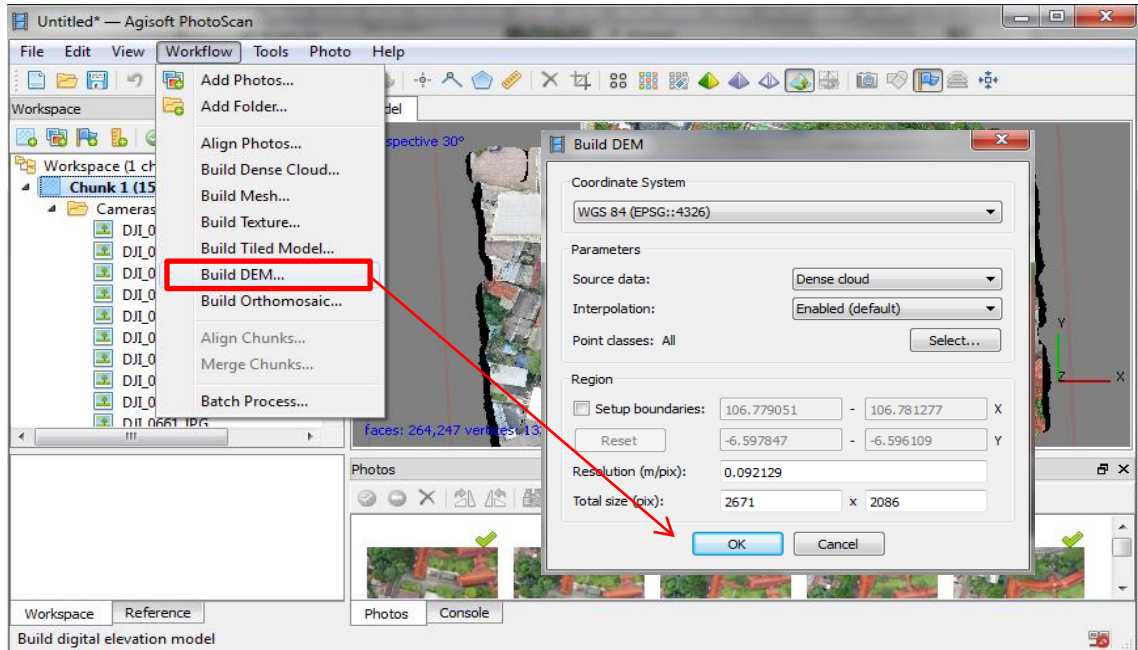 Untitled* — Agisoft PhotoScan
File Edit View Workflow Tools Photo Help
Add Photos...
Add Folder...
Align Photos...
Build Dense Cloud...
Build Mesh...
Build Texture...
Build Tiled Model...
Build DEM...
Build Orthomosaic...
Align Chunks...
Merge Chunks...
Batch Process...
Workspace
Workspace (1 ch
Chunk 1 (15
Cameras
DJI_0
DJI_0
DJI_0
DJI_0
DJI_0
DJI_0
DJI_0
DJI_0
DJI_0
DJI_0661.JPG
del
spective 30°
faces: 264,247 vertices: 13
Y
X
Z
Build DEM
Coordinate System
WGS 84 (EPSG::4326)
Parameters
Source data: Dense cloud
Interpolation: Enabled (default)
Point classes: All Select...
Region
Setup boundaries: 106.779051 - 106.781277 X
Reset -6.597847 - -6.596109 Y
Resolution (m/pix): 0.092129
Total size (pix): 2671 x 2086
OK Cancel
Photos
Workspace Reference
Photos Console
Build digital elevation model